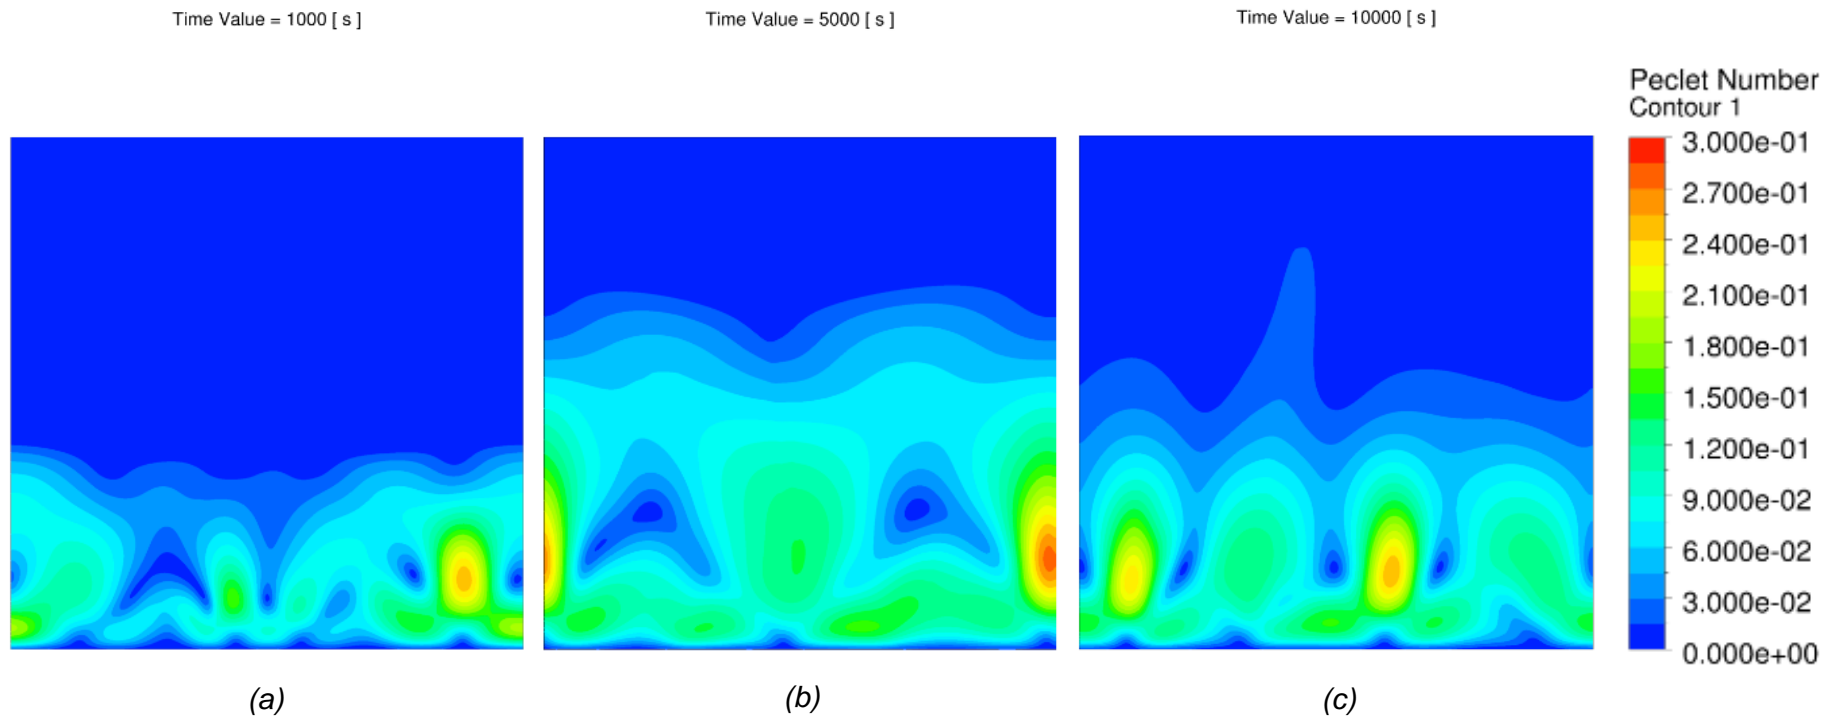 Time Value = 1000 [ s ]
Time Value = 5000 [ s ]
Time Value = 10000 [ s ]
Peclet Number
Contour 1
3.000e-01
2.700e-01
2.400e-01
2.100e-01
1.800e-01
1.500e-01
1.200e-01
9.000e-02
6.000e-02
3.000e-02
0.000e+00
(a)
(b)
(c)